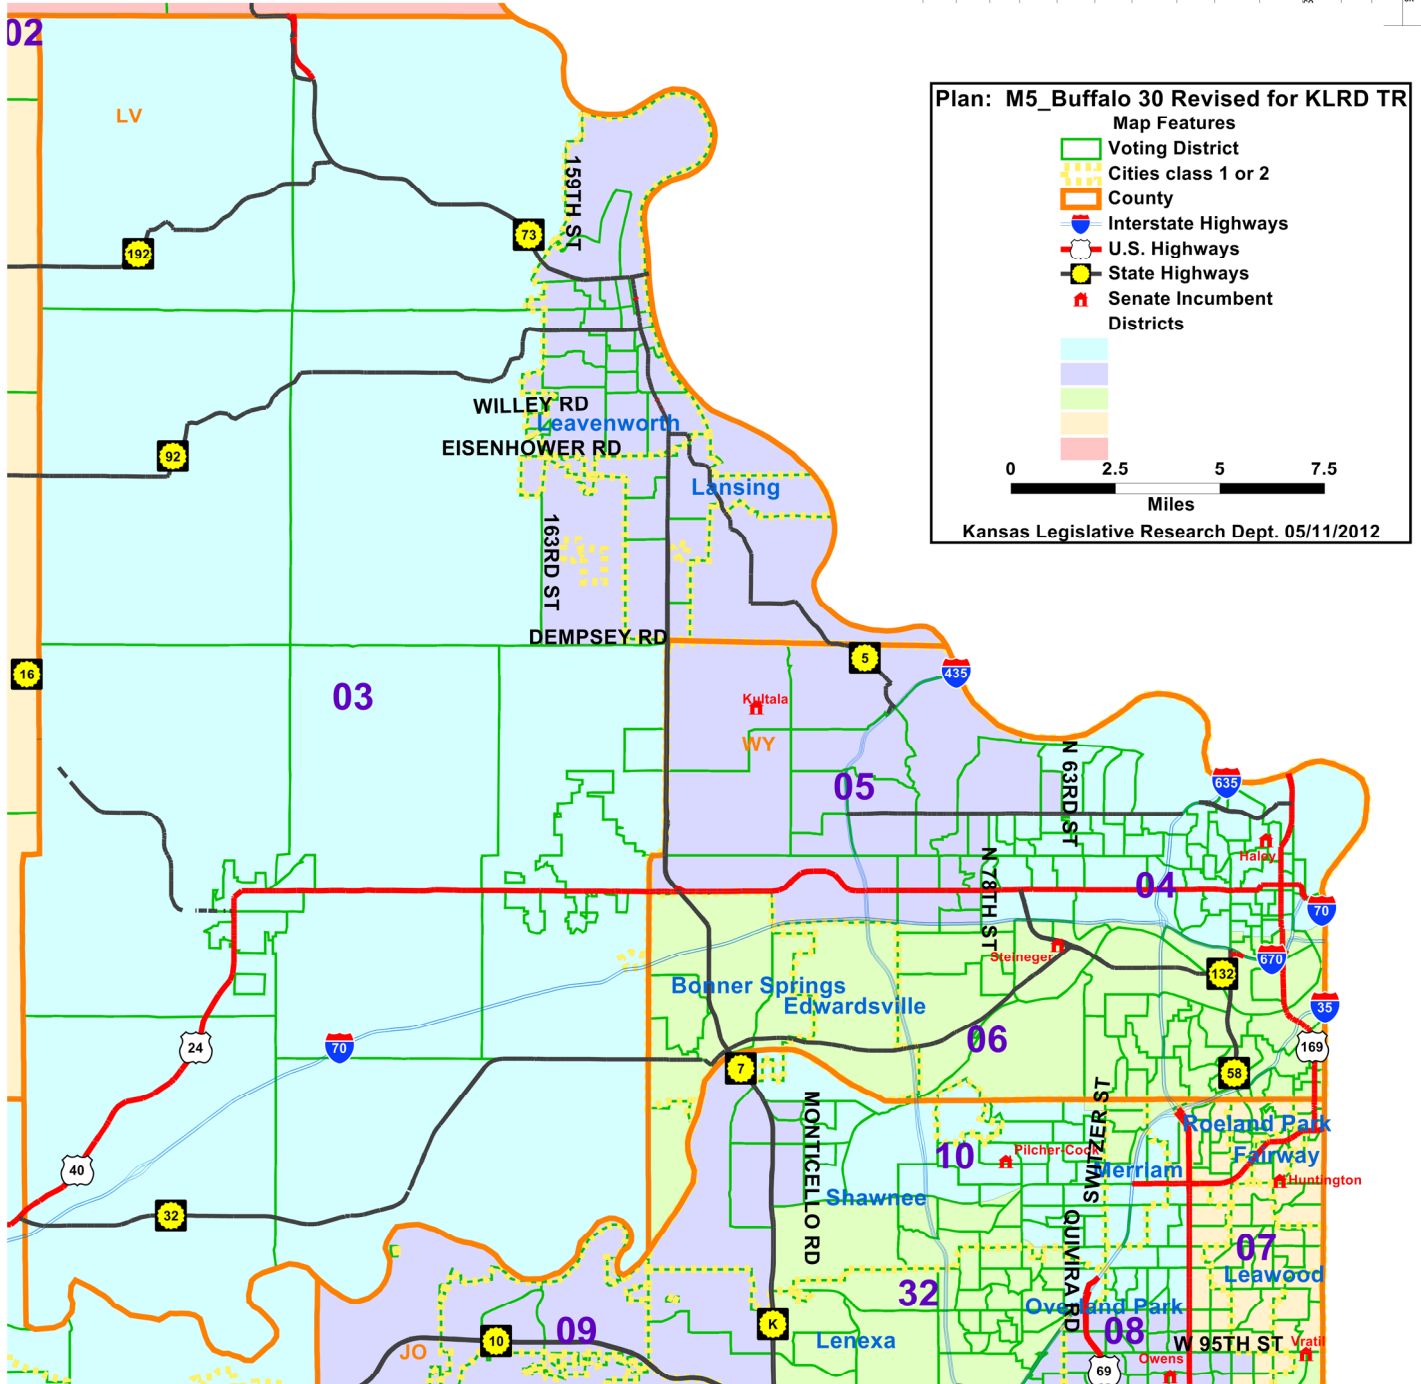 02
LV
159TH ST
73
192
WILLEY RD
Leavenworth
EISENHOWER RD
92
Lansing
163RD ST
DEMPSEY RD
16
03
5
435
Kultala
WY
05
N 63RD ST
635
Haley
N 78TH ST
04
70
Steineger
670
132
Bonner Springs
Edwardsville
35
06
24
70
169
7
58
MONTICELLO RD
SWITZER ST
Roeland Park
Fairway
10
Pilcher-Cook
Merriam
40
Huntington
Shawnee
32
QUIVIRA RD
07
Leawood
32
Overland Park
K
10
09
08
JO
Lenexa
W 95TH ST
Vratil
Owens
69
Plan: M5_Buffalo 30 Revised for KLRD TR
Map Features
Voting District
Cities class 1 or 2
County
Interstate Highways
U.S. Highways
State Highways
Senate Incumbent
Districts
0 2.5 5 7.5
Miles
Kansas Legislative Research Dept. 05/11/2012